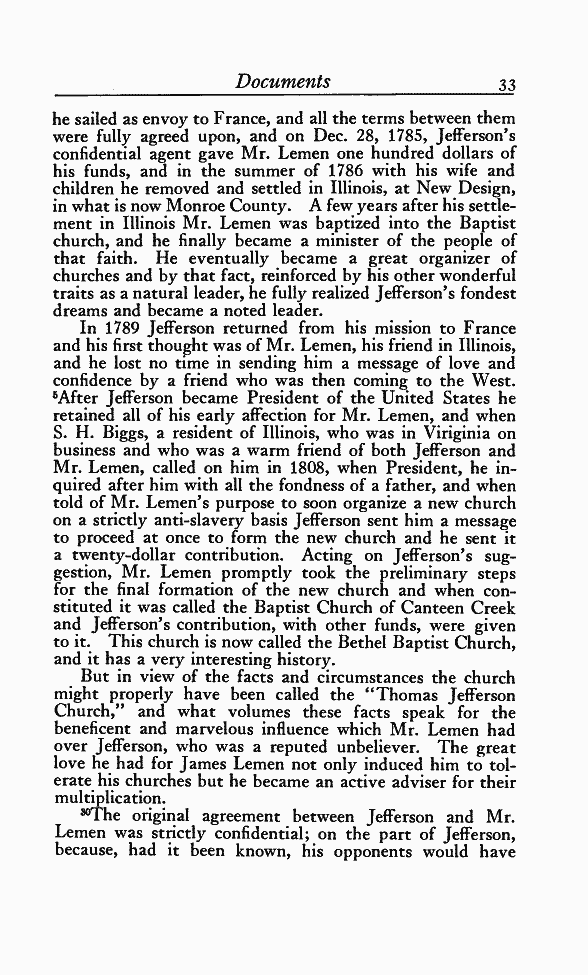 Documents 33
he sailed as envoy to France, and all the terms between them
were fully agreed upon, and on Dec. 28, 1785, Jefferson's
confidential agent gave Mr. Lemen one hundred dollars of
his funds, and in the summer of 1786 with his wife and
children he removed and settled in Illinois, at New Design,
in what is now Monroe County. A few years after his settle-
ment in Illinois Mr. Lemen was baptized into the Baptist
church, and he finally became a minister of the people of
that faith. He eventually became a great organizer of
churches and by that fact, reinforced by his other wonderful
traits as a natural leader, he fully realized Jefferson's fondest
dreams and became a noted leader.
In 1789 Jefferson returned from his mission to France
and his first thought was of Mr. Lemen, his friend in Illinois,
and he lost no time in sending him a message of love and
confidence by a friend who was then coming to the West.
⁵After Jefferson became President of the United States he
retained all of his early affection for Mr. Lemen, and when
S. H. Biggs, a resident of Illinois, who was in Viriginia on
business and who was a warm friend of both Jefferson and
Mr. Lemen, called on him in 1808, when President, he in-
quired after him with all the fondness of a father, and when
told of Mr. Lemen's purpose to soon organize a new church
on a strictly anti-slavery basis Jefferson sent him a message
to proceed at once to form the new church and he sent it
a twenty-dollar contribution. Acting on Jefferson's sug-
gestion, Mr. Lemen promptly took the preliminary steps
for the final formation of the new church and when con-
stituted it was called the Baptist Church of Canteen Creek
and Jefferson's contribution, with other funds, were given
to it. This church is now called the Bethel Baptist Church,
and it has a very interesting history.
But in view of the facts and circumstances the church
might properly have been called the "Thomas Jefferson
Church," and what volumes these facts speak for the
beneficent and marvelous influence which Mr. Lemen had
over Jefferson, who was a reputed unbeliever. The great
love he had for James Lemen not only induced him to tol-
erate his churches but he became an active adviser for their
multiplication.
³⁰The original agreement between Jefferson and Mr.
Lemen was strictly confidential; on the part of Jefferson,
because, had it been known, his opponents would have